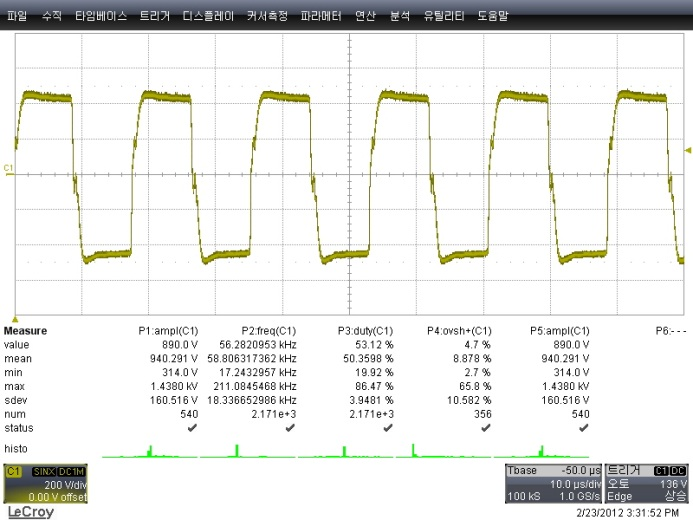 파일 수직 타임베이스 트리거 디스플레이 커서측정 파라메터 연산 분석 유틸리티 도움말
C1
Measure P1:ampl(C1) P2:freq(C1) P3:duty(C1) P4:ovsh+(C1) P5:ampl(C1) P6:---
value 890.0 V 56.2820953 kHz 53.12 % 4.7 % 890.0 V
mean 940.291 V 58.806317362 kHz 50.3598 % 8.878 % 940.291 V
min 314.0 V 17.2432957 kHz 19.92 % 2.7 % 314.0 V
max 1.4380 kV 211.0845468 kHz 86.47 % 65.8 % 1.4380 kV
sdev 160.516 V 18.336652986 kHz 3.9481 % 10.582 % 160.516 V
num 540 2.171e+3 2.171e+3 356 540
status ✔ ✔ ✔ ✔ ✔
histo
C1 SINX DC1M
200 V/div
0.00 V offset
Tbase -50.0 µs
10.0 µs/div
100 kS 1.0 GS/s
트리거 C1 DC
오토 136 V
Edge 상승
LeCroy
2/23/2012 3:31:52 PM